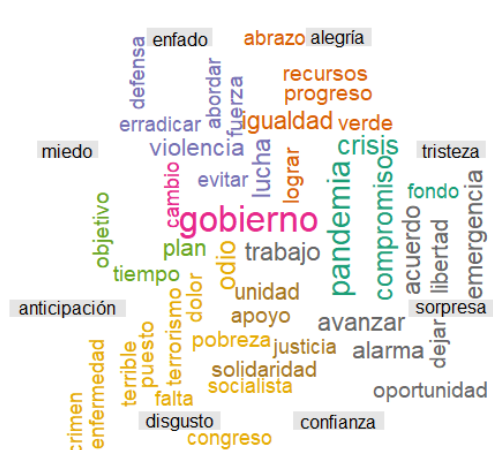 enfado
abrazo
alegría
defensa
recursos
progreso
abordar
fuerza
erradicar
igualdad
verde
violencia
crisis
miedo
tristeza
lucha
lograr
evitar
cambio
pandemia
compromisos
fondo
emergencia
gobierno
objetivo
acuerdo
libertad
plan
odio
trabajo
tiempo
dolor
unidad
anticipación
terrorismo
apoyo
avanzar
sorpresa
terrible
puesto
pobreza
justicia
alarma
dejar
solidaridad
crimen
enfermedad
falta
socialista
oportunidad
disgusto
confianza
congreso